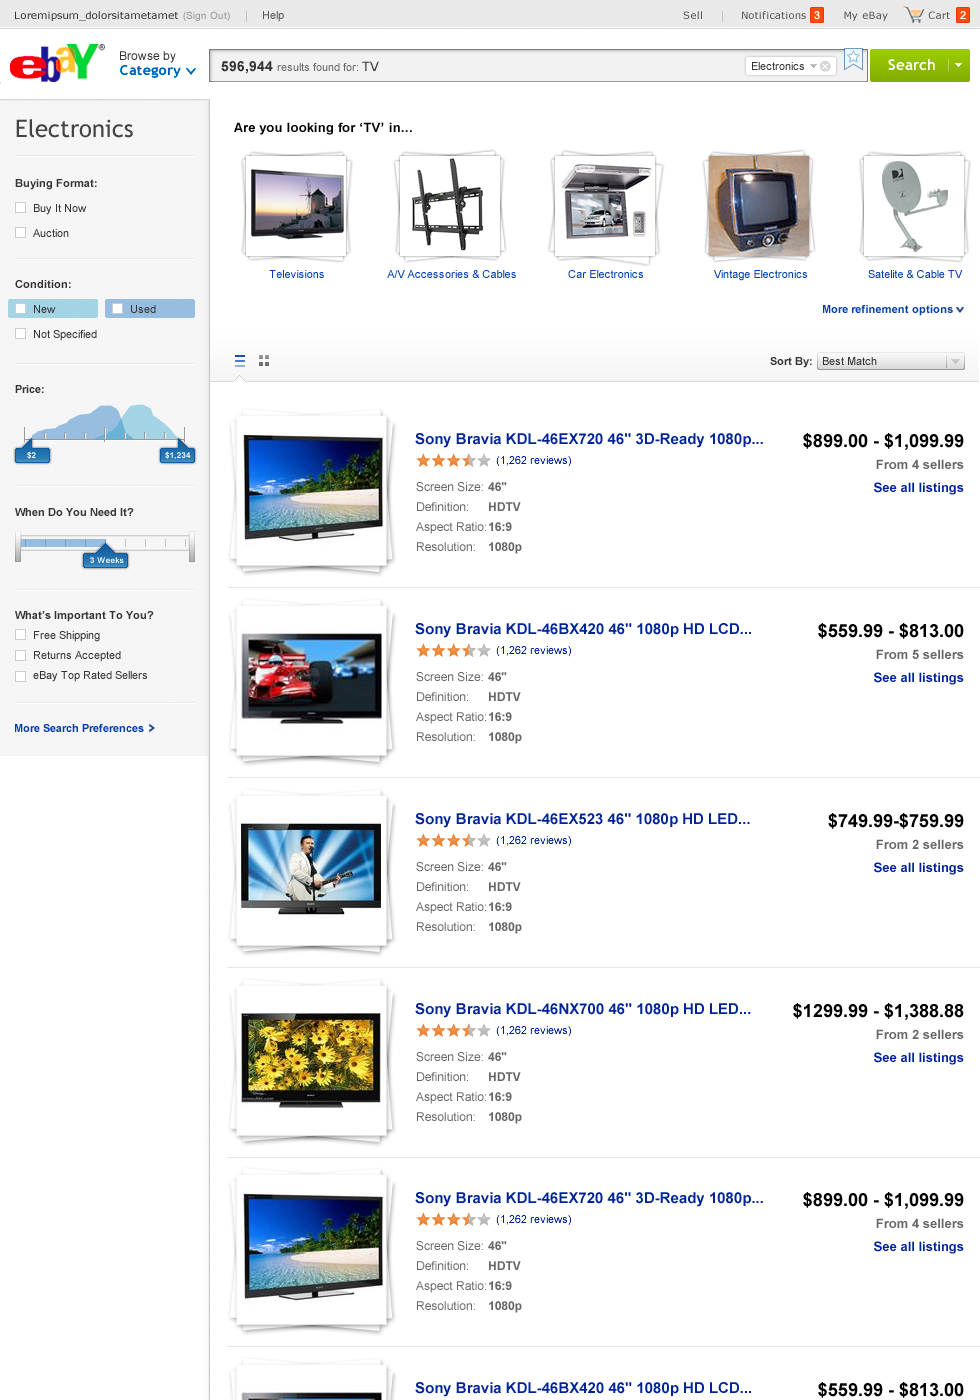 Loremipsum_dolorsitametamet (Sign Out) | Help Sell | Notifications 3 My eBay Cart 2
ebay® Browse by
Category
596,944 results found for: TV Electronics Search
Electronics
Buying Format:
Buy It Now
Auction
Condition:
New Used
Not Specified
Price:
$2 $1,234
When Do You Need It?
3 Weeks
What's Important To You?
Free Shipping
Returns Accepted
eBay Top Rated Sellers
More Search Preferences >
Are you looking for ‘TV’ in...
Televisions A/V Accessories & Cables Car Electronics Vintage Electronics Satelite & Cable TV
More refinement options
Sort By: Best Match
Sony Bravia KDL-46EX720 46" 3D-Ready 1080p... $899.00 - $1,099.99
(1,262 reviews) From 4 sellers
See all listings
Screen Size: 46"
Definition: HDTV
Aspect Ratio: 16:9
Resolution: 1080p
Sony Bravia KDL-46BX420 46" 1080p HD LCD... $559.99 - $813.00
(1,262 reviews) From 5 sellers
See all listings
Screen Size: 46"
Definition: HDTV
Aspect Ratio: 16:9
Resolution: 1080p
Sony Bravia KDL-46EX523 46" 1080p HD LED... $749.99-$759.99
(1,262 reviews) From 2 sellers
See all listings
Screen Size: 46"
Definition: HDTV
Aspect Ratio: 16:9
Resolution: 1080p
Sony Bravia KDL-46NX700 46" 1080p HD LED... $1299.99 - $1,388.88
(1,262 reviews) From 2 sellers
See all listings
Screen Size: 46"
Definition: HDTV
Aspect Ratio: 16:9
Resolution: 1080p
Sony Bravia KDL-46EX720 46" 3D-Ready 1080p... $899.00 - $1,099.99
(1,262 reviews) From 4 sellers
See all listings
Screen Size: 46"
Definition: HDTV
Aspect Ratio: 16:9
Resolution: 1080p
Sony Bravia KDL-46BX420 46" 1080p HD LCD... $559.99 - $813.00